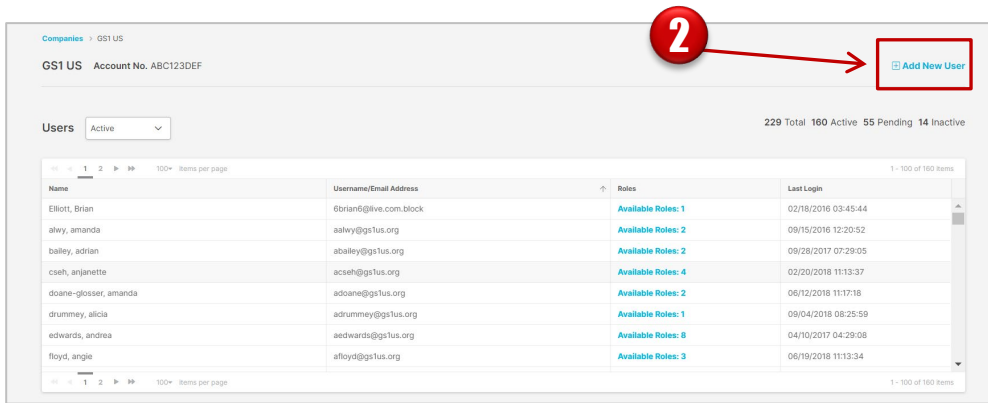 2
Companies > GS1 US
GS1 US Account No. ABC123DEF
Add New User
Users Active
229 Total 160 Active 55 Pending 14 Inactive
1 2 100 items per page 1 - 100 of 160 items
Name Username/Email Address Roles Last Login
Elliott, Brian 6brian6@live.com.block Available Roles: 1 02/18/2016 03:45:44
alwy, amanda aalwy@gs1us.org Available Roles: 2 09/15/2016 12:20:52
bailey, adrian abailey@gs1us.org Available Roles: 2 09/28/2017 07:29:05
cseh, anjanette acseh@gs1us.org Available Roles: 4 02/20/2018 11:13:37
doane-glosser, amanda adoane@gs1us.org Available Roles: 2 06/12/2018 11:17:18
drummey, alicia adrummey@gs1us.org Available Roles: 1 09/04/2018 08:25:59
edwards, andrea aedwards@gs1us.org Available Roles: 8 04/10/2017 04:29:08
floyd, angie afloyd@gs1us.org Available Roles: 3 06/19/2018 11:13:34
1 2 100 items per page 1 - 100 of 160 items